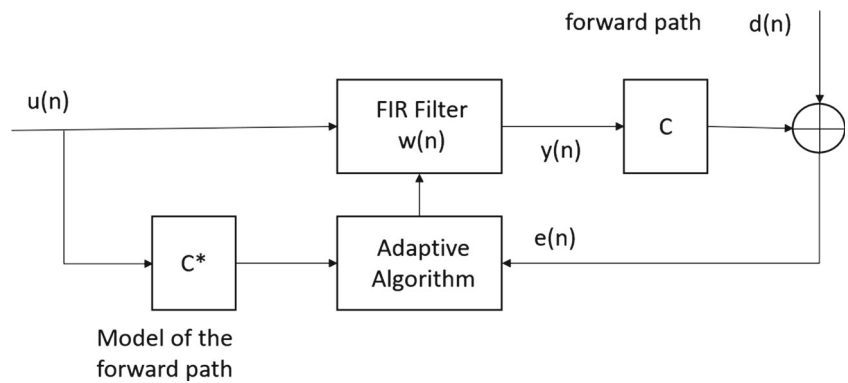 forward path
d(n)
u(n)
FIR Filter
w(n)
C
y(n)
C*
Adaptive
Algorithm
e(n)
Model of the
forward path